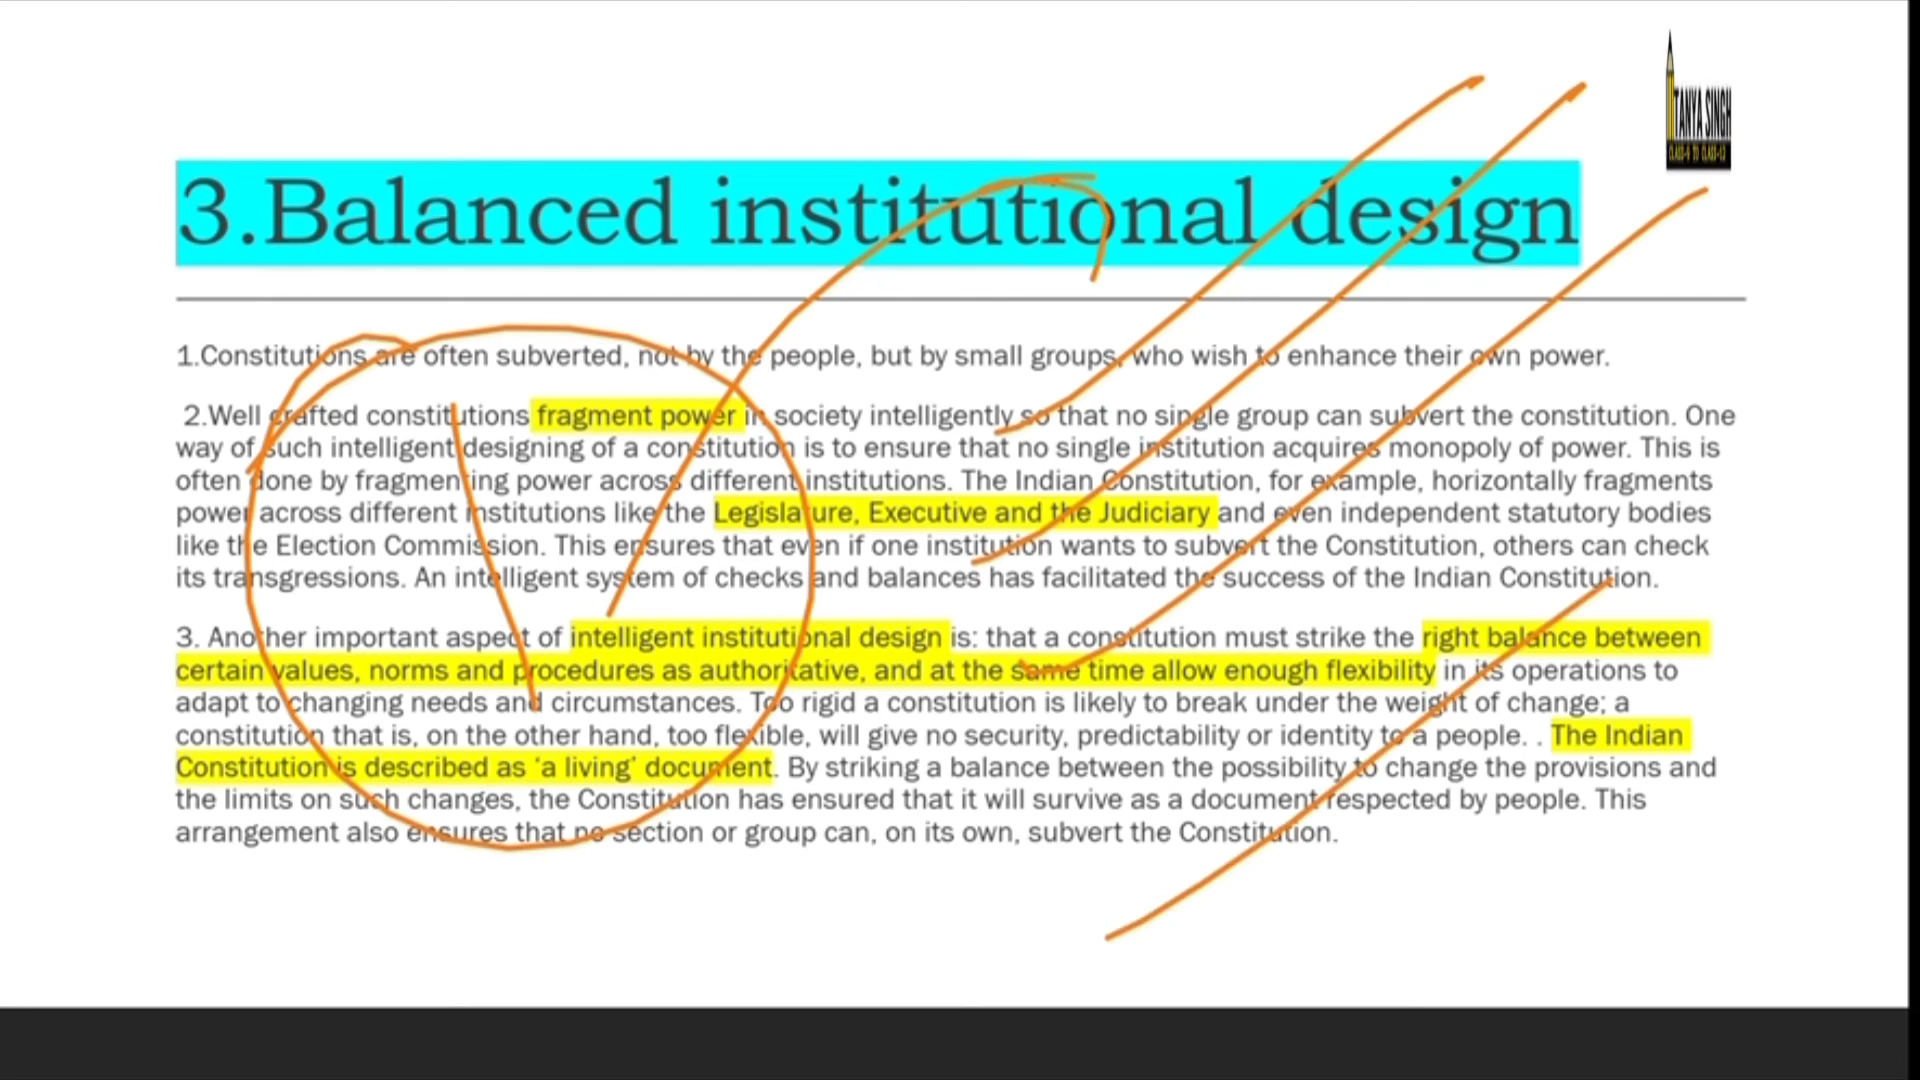 TANYA SINGH
CLASS-9 TO CLASS-12
3.Balanced institutional design
1.Constitutions are often subverted, not by the people, but by small groups, who wish to enhance their own power.
2.Well crafted constitutions fragment power in society intelligently so that no single group can subvert the constitution. One
way of such intelligent designing of a constitution is to ensure that no single institution acquires monopoly of power. This is
often done by fragmenting power across different institutions. The Indian Constitution, for example, horizontally fragments
power across different institutions like the Legislature, Executive and the Judiciary and even independent statutory bodies
like the Election Commission. This ensures that even if one institution wants to subvert the Constitution, others can check
its transgressions. An intelligent system of checks and balances has facilitated the success of the Indian Constitution.
3. Another important aspect of intelligent institutional design is: that a constitution must strike the right balance between
certain values, norms and procedures as authoritative, and at the same time allow enough flexibility in its operations to
adapt to changing needs and circumstances. Too rigid a constitution is likely to break under the weight of change; a
constitution that is, on the other hand, too flexible, will give no security, predictability or identity to a people. . The Indian
Constitution is described as ‘a living’ document. By striking a balance between the possibility to change the provisions and
the limits on such changes, the Constitution has ensured that it will survive as a document respected by people. This
arrangement also ensures that no section or group can, on its own, subvert the Constitution.